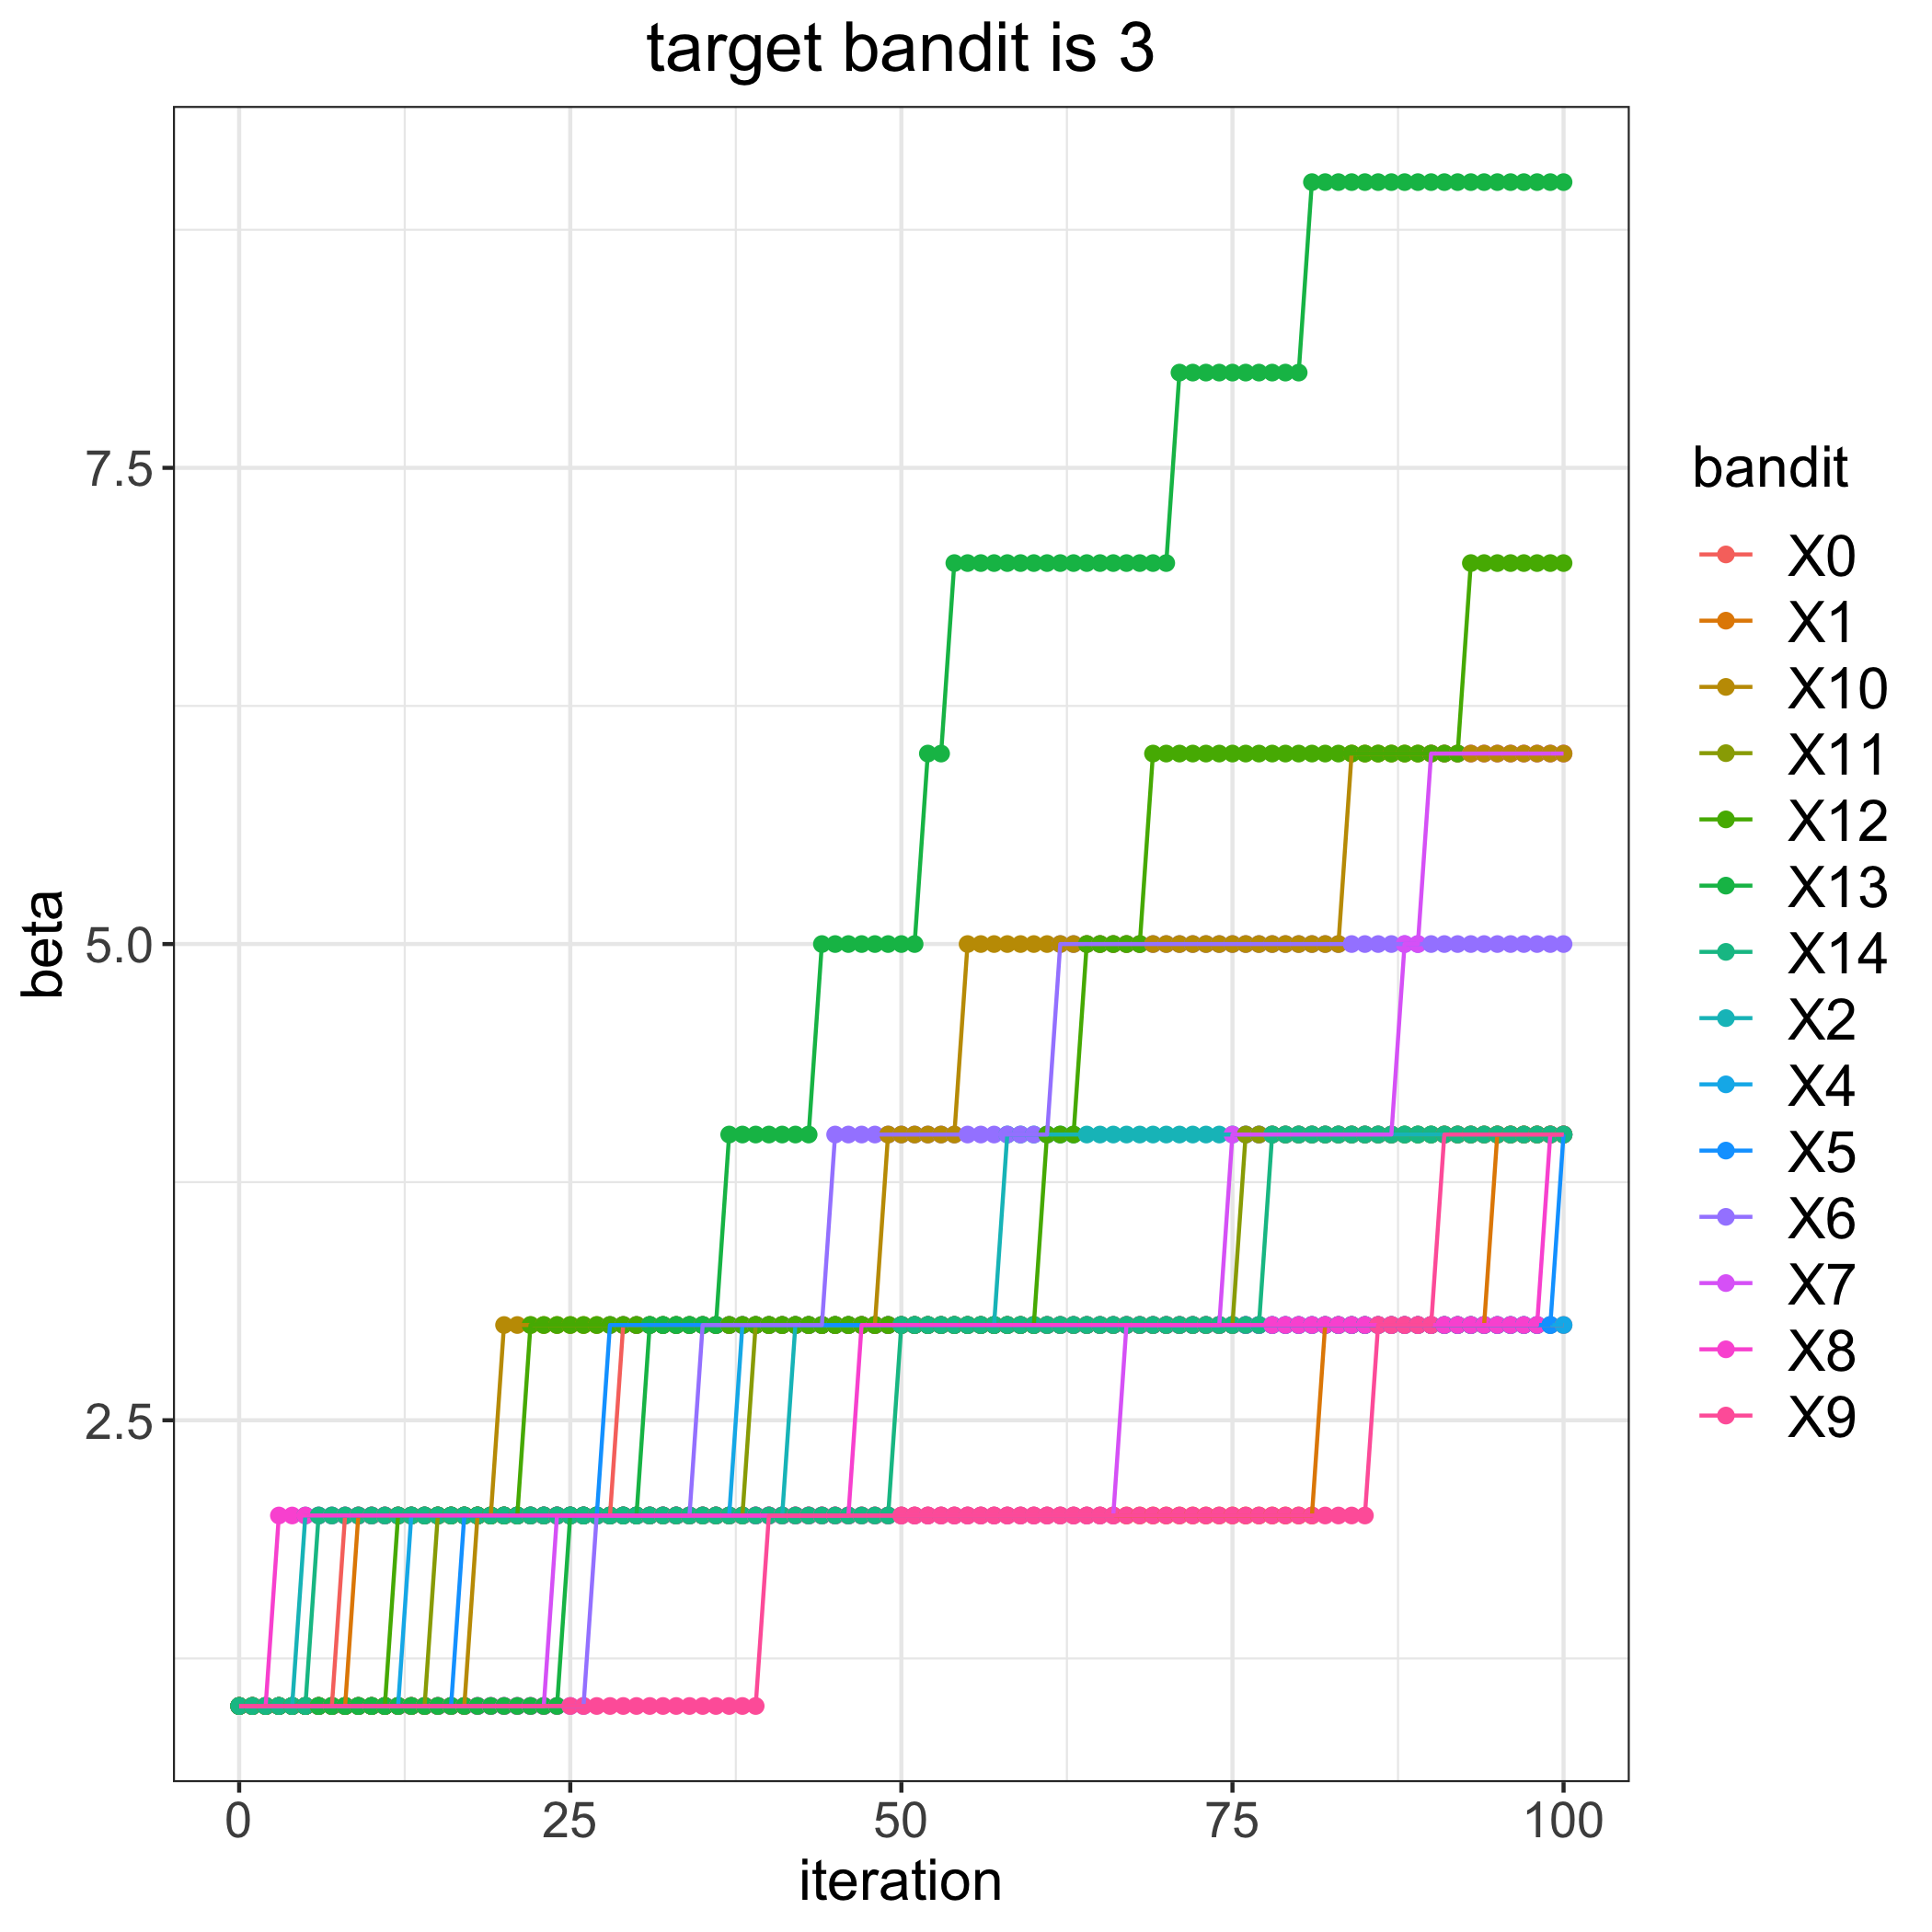 target bandit is 3
7.5
5.0
2.5
beta
0 25 50 75 100
iteration
bandit
X0
X1
X10
X11
X12
X13
X14
X2
X4
X5
X6
X7
X8
X9